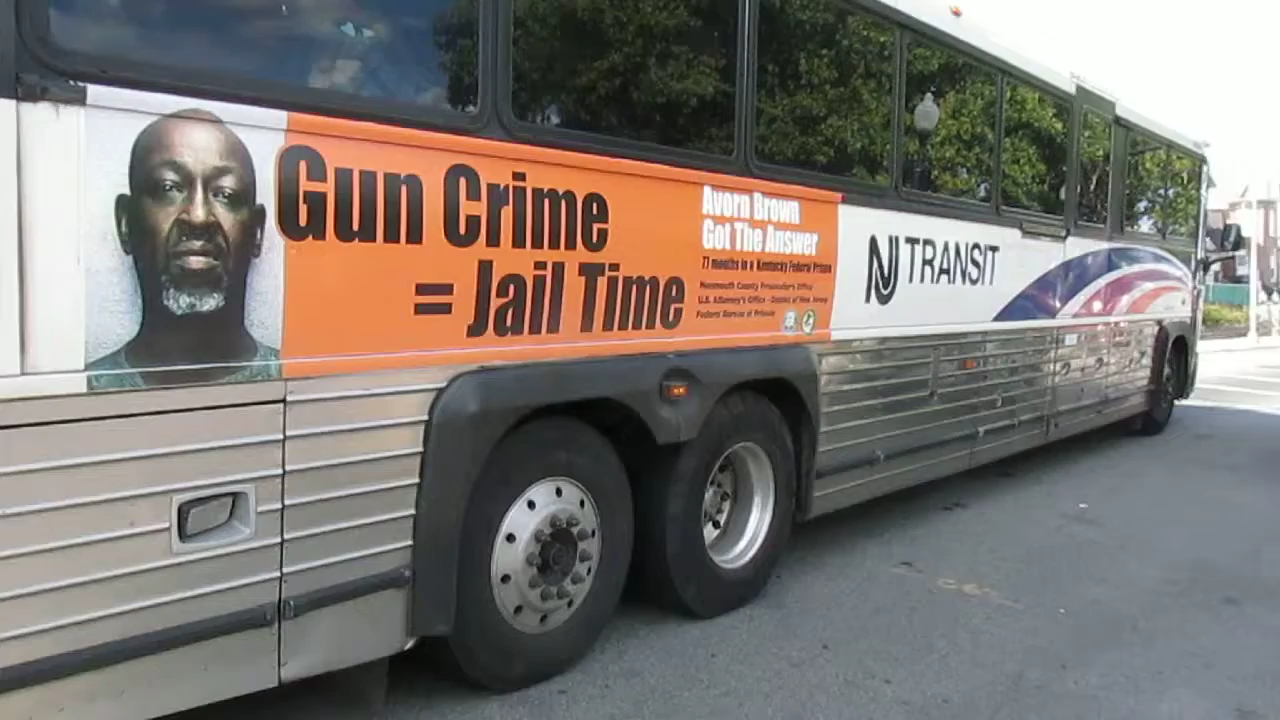 Gun Crime
= Jail Time
Avorn Brown
Got The Answer
77 months in a Kentucky Federal Prison
Monmouth County Prosecutor's Office
U.S. Attorney's Office - District of New Jersey
Federal Bureau of Prisons
NJ TRANSIT